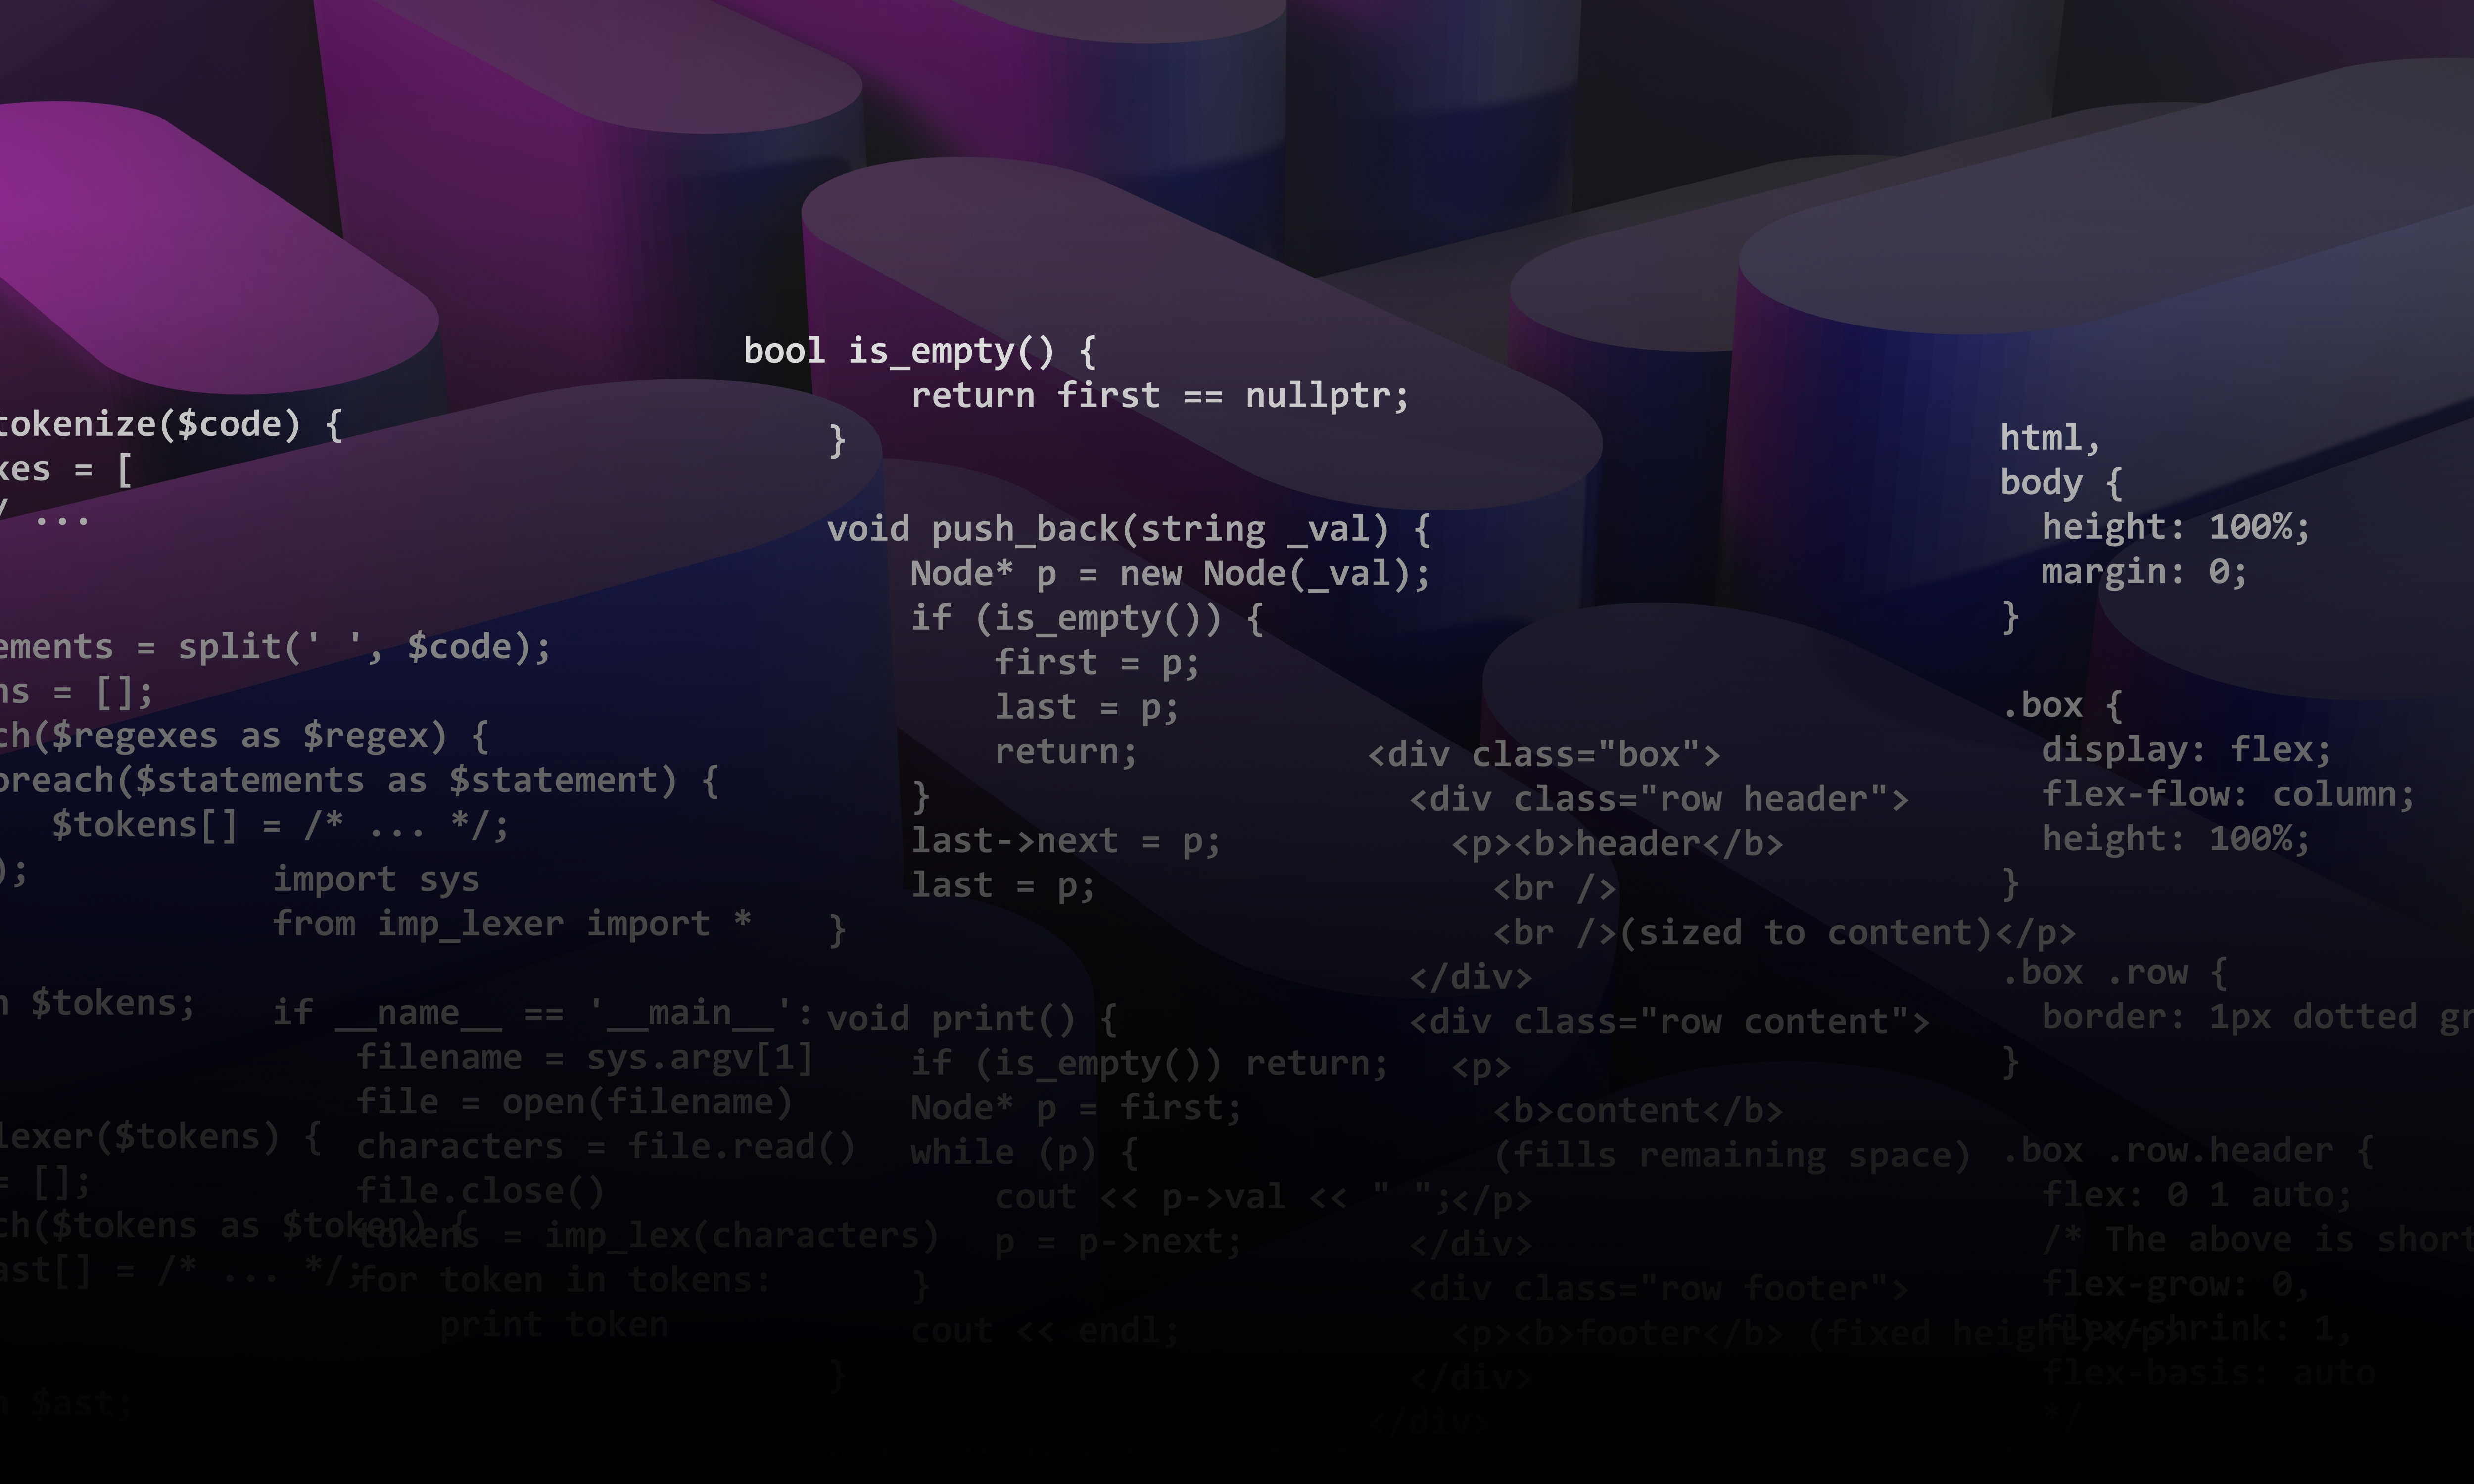 tokenize($code) {
xes = [
/ ...
ements = split(' ', $code);
ns = [];
ch($regexes as $regex) {
oreach($statements as $statement) {
$tokens[] = /* ... */;
);
n $tokens;
lexer($tokens) {
= [];
ch($tokens as $token) {
ast[] = /* ... */;
n $ast;
import sys
from imp_lexer import *
if __name__ == '__main__':
filename = sys.argv[1]
file = open(filename)
characters = file.read()
file.close()
tokens = imp_lex(characters)
for token in tokens:
print token
bool is_empty() {
return first == nullptr;
}
void push_back(string _val) {
Node* p = new Node(_val);
if (is_empty()) {
first = p;
last = p;
return;
}
last->next = p;
last = p;
}
void print() {
if (is_empty()) return;
Node* p = first;
while (p) {
cout << p->val << " ";
p = p->next;
}
cout << endl;
}
<div class="box">
<div class="row header">
<p><b>header</b>
<br />
<br />(sized to content)</p>
</div>
<div class="row content">
<p>
<b>content</b>
(fills remaining space)
</p>
</div>
<div class="row footer">
<p><b>footer</b> (fixed height)</p>
</div>
</div>
html,
body {
height: 100%;
margin: 0;
}
.box {
display: flex;
flex-flow: column;
height: 100%;
}
.box .row {
border: 1px dotted gr
}
.box .row.header {
flex: 0 1 auto;
/* The above is short
flex-grow: 0,
flex-shrink: 1,
flex-basis: auto
*/